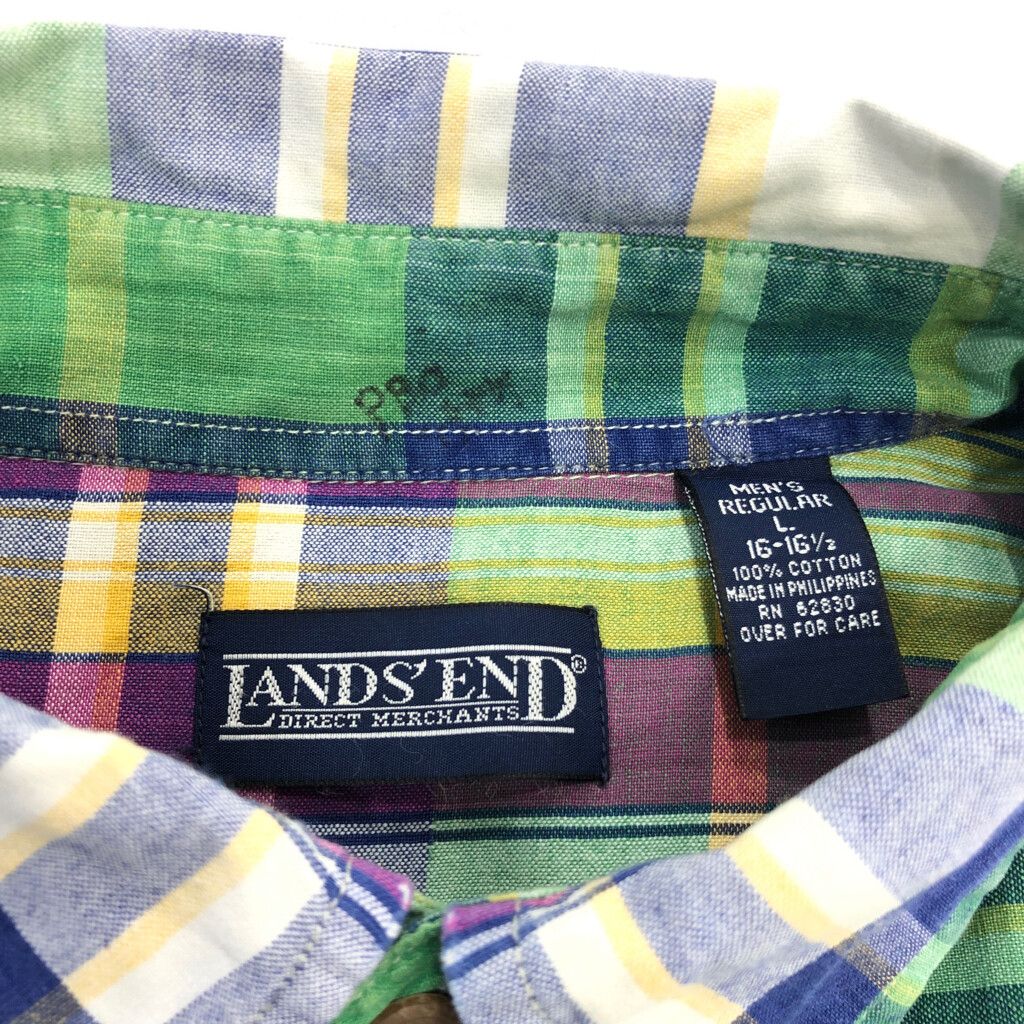 MEN'S
REGULAR
L.
16-16½
100% COTTON
MADE IN PHILIPPINES
RN 62830
OVER FOR CARE
LANDS' END®
DIRECT MERCHANTS